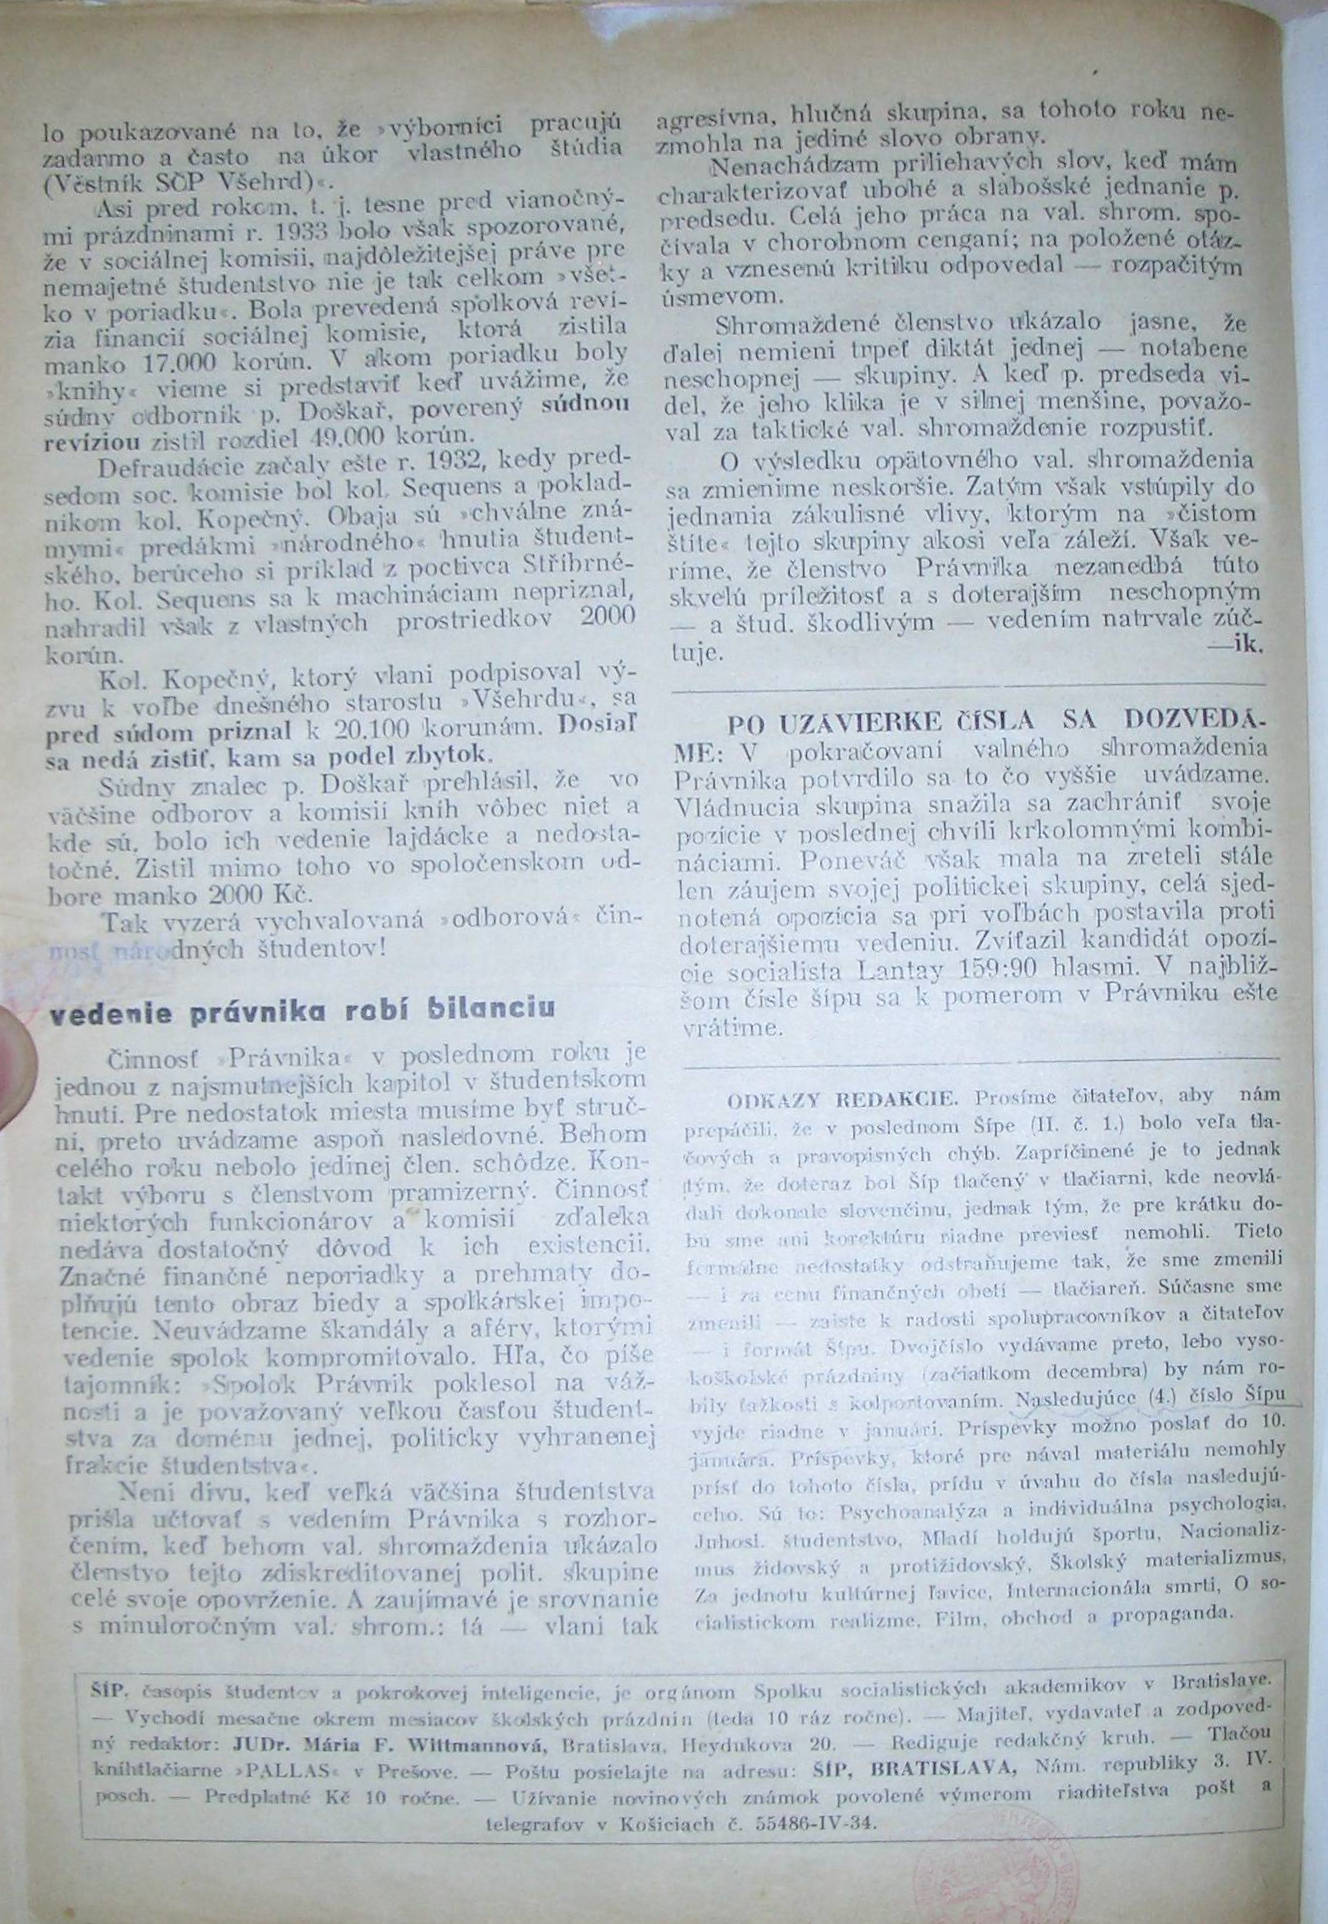 lo poukazované na to, že »výborníci pracujú
zadarmo a často na úkor vlastného štúdia
(Věstník SČP Všehrd)«.
Asi pred rokom, t. j. tesne pred vianočný-
mi prázdninami r. 1933 bolo však spozorované,
že v sociálnej komisii, najdôležitejšej práve pre
nemajetné študentstvo nie je tak celkom »všet-
ko v poriadku«. Bola prevedená spolková reví-
zia financií sociálnej komisie, ktorá zistila
manko 17.000 korún. V akom poriadku boly
»knihy« vieme si predstaviť keď uvážime, že
súdny odborník p. Doškař, poverený súdnou
revíziou zistil rozdiel 49.000 korún.
Defraudácie začaly ešte r. 1932, kedy pred-
sedom soc. komisie bol kol. Sequens a poklad-
níkom kol. Kopečný. Obaja sú »chválne zná-
mymi« predákmi »národného« hnutia študent-
ského, berúceho si príklad z poctivca Stříbrné-
ho. Kol. Sequens sa k machináciam nepriznal,
nahradil však z vlastných prostriedkov 2000
korún.
Kol. Kopečný, ktorý vlani podpisoval vý-
zvu k voľbe dnešného starostu »Všehrdu«, sa
pred súdom priznal k 20.100 korunám. Dosiaľ
sa nedá zistiť, kam sa podel zbytok.
Súdny znalec p. Doškař prehlásil, že vo
väčšine odborov a komisií kníh vôbec niet a
kde sú, bolo ich vedenie lajdácke a nedosta-
točné. Zistil mimo toho vo spoločenskom od-
bore manko 2000 Kč.
Tak vyzerá vychvalovaná »odborová« čin-
nosť národných študentov!
vedenie právnika robí bilanciu
Činnosť »Právnika« v poslednom roku je
jednou z najsmutnejších kapitol v študentskom
hnutí. Pre nedostatok miesta musíme byť struč-
ní, preto uvádzame aspoň nasledovné. Behom
celého roku nebolo jedinej člen. schôdze. Kon-
takt výboru s členstvom pramizerný. Činnosť
niektorých funkcionárov a komisií zďaleka
nedáva dostatočný dôvod k ich existencii.
Značné finančné neporiadky a prehmaty do-
plňujú tento obraz biedy a spolkárskej impo-
tencie. Neuvádzame škandály a aféry, ktorými
vedenie spolok kompromitovalo. Hľa, čo píše
tajomník: »Spolok Právnik poklesol na váž-
nosti a je považovaný veľkou časťou študent-
stva za doménu jednej, politicky vyhranenej
frakcie študentstva«.
Neni divu, keď veľká väčšina študentstva
prišla účtovať s vedením Právnika s rozhor-
čením, keď behom val. shromaždenia ukázalo
členstvo tejto zdiskreditovanej polit. skupine
celé svoje opovrženie. A zaujímavé je srovnanie
s minuloročným val. shrom.: tá — vlani tak
agresívna, hlučná skupina, sa tohoto roku ne-
zmohla na jediné slovo obrany.
Nenachádzam priliehavých slov, keď mám
charakterizovať ubohé a slabošské jednanie p.
predsedu. Celá jeho práca na val. shrom. spo-
čívala v chorobnom cenganí; na položené otáz-
ky a vznesenú kritiku odpovedal — rozpačitým
úsmevom.
Shromaždené členstvo ukázalo jasne, že
ďalej nemieni trpeť diktát jednej — notabene
neschopnej — skupiny. A keď p. predseda vi-
del, že jeho klika je v silnej menšine, považo-
val za taktické val. shromaždenie rozpustiť.
O výsledku opätovného val. shromaždenia
sa zmienime neskoršie. Zatým však vstúpily do
jednania zákulisné vlivy, ktorým na »čistom
štíte« tejto skupiny akosi veľa záleží. Však ve-
ríme, že členstvo Právnika nezanedbá túto
skvelú príležitosť a s doterajším neschopným
— a štud. škodlivým — vedením natrvale zúč-
tuje. —ik.
PO UZÁVIERKE ČÍSLA SA DOZVEDÁ-
ME: V pokračovaní valného shromaždenia
Právnika potvrdilo sa to čo vyššie uvádzame.
Vládnucia skupina snažila sa zachrániť svoje
pozície v poslednej chvíli krkolomnými kombi-
náciami. Poneváč však mala na zreteli stále
len záujem svojej politickej skupiny, celá sjed-
notená opozícia sa pri voľbách postavila proti
doterajšiemu vedeniu. Zvíťazil kandidát opozí-
cie socialista Lantay 159:90 hlasmi. V najbliž-
šom čísle šípu sa k pomerom v Právniku ešte
vrátime.
ODKAZY REDAKCIE. Prosíme čitateľov, aby nám
prepáčili, že v poslednom Šípe (II. č. 1.) bolo veľa tla-
čových a pravopisných chýb. Zapríčinené je to jednak
tým, že doteraz bol Šíp tlačený v tlačiarni, kde neovlá-
dali dokonale slovenčinu, jednak tým, že pre krátku do-
bu sme ani korektúru riadne previesť nemohli. Tieto
formálne nedostatky odstraňujeme tak, že sme zmenili
— i za cenu finančných obetí — tlačiareň. Súčasne sme
zmenili — zaiste k radosti spolupracovníkov a čitateľov
— i formát Šípu. Dvojčíslo vydávame preto, lebo vyso-
koškolské prázdniny (začiatkom decembra) by nám ro-
bily ťažkosti s kolportovaním. Nasledujúce (4.) číslo Šípu
vyjde riadne v januári. Príspevky možno poslať do 10.
januára. Príspevky, ktoré pre nával materiálu nemohly
prísť do tohoto čísla, prídu v úvahu do čísla nasledujú-
ceho. Sú to: Psychoanalýza a individuálna psychologia,
Juhosl. študentstvo, Mladí holdujú športu, Nacionaliz-
mus židovský a protižidovský, Školský materializmus,
Za jednotu kultúrnej ľavice, Internacionála smrti, O so-
cialistickom realizme, Film, obchod a propaganda.
ŠÍP, časopis študentov a pokrokovej inteligencie, je orgánom Spolku socialistických akademikov v Bratislave.
— Vychodí mesačne okrem mesiacov školských prázdnin (teda 10 ráz ročne). — Majiteľ, vydavateľ a zodpoved-
ný redaktor: JUDr. Mária F. Wittmannová, Bratislava, Heydukova 20. — Rediguje redakčný kruh. — Tlačou
kníhtlačiarne »PALLAS« v Prešove. — Poštu posielajte na adresu: ŠÍP, BRATISLAVA, Nám. republiky 3. IV.
posch. — Predplatné Kč 10 ročne. — Užívanie novinových známok povolené výmerom riaditeľstva pošt a
telegrafov v Košiciach č. 55486-IV-34.